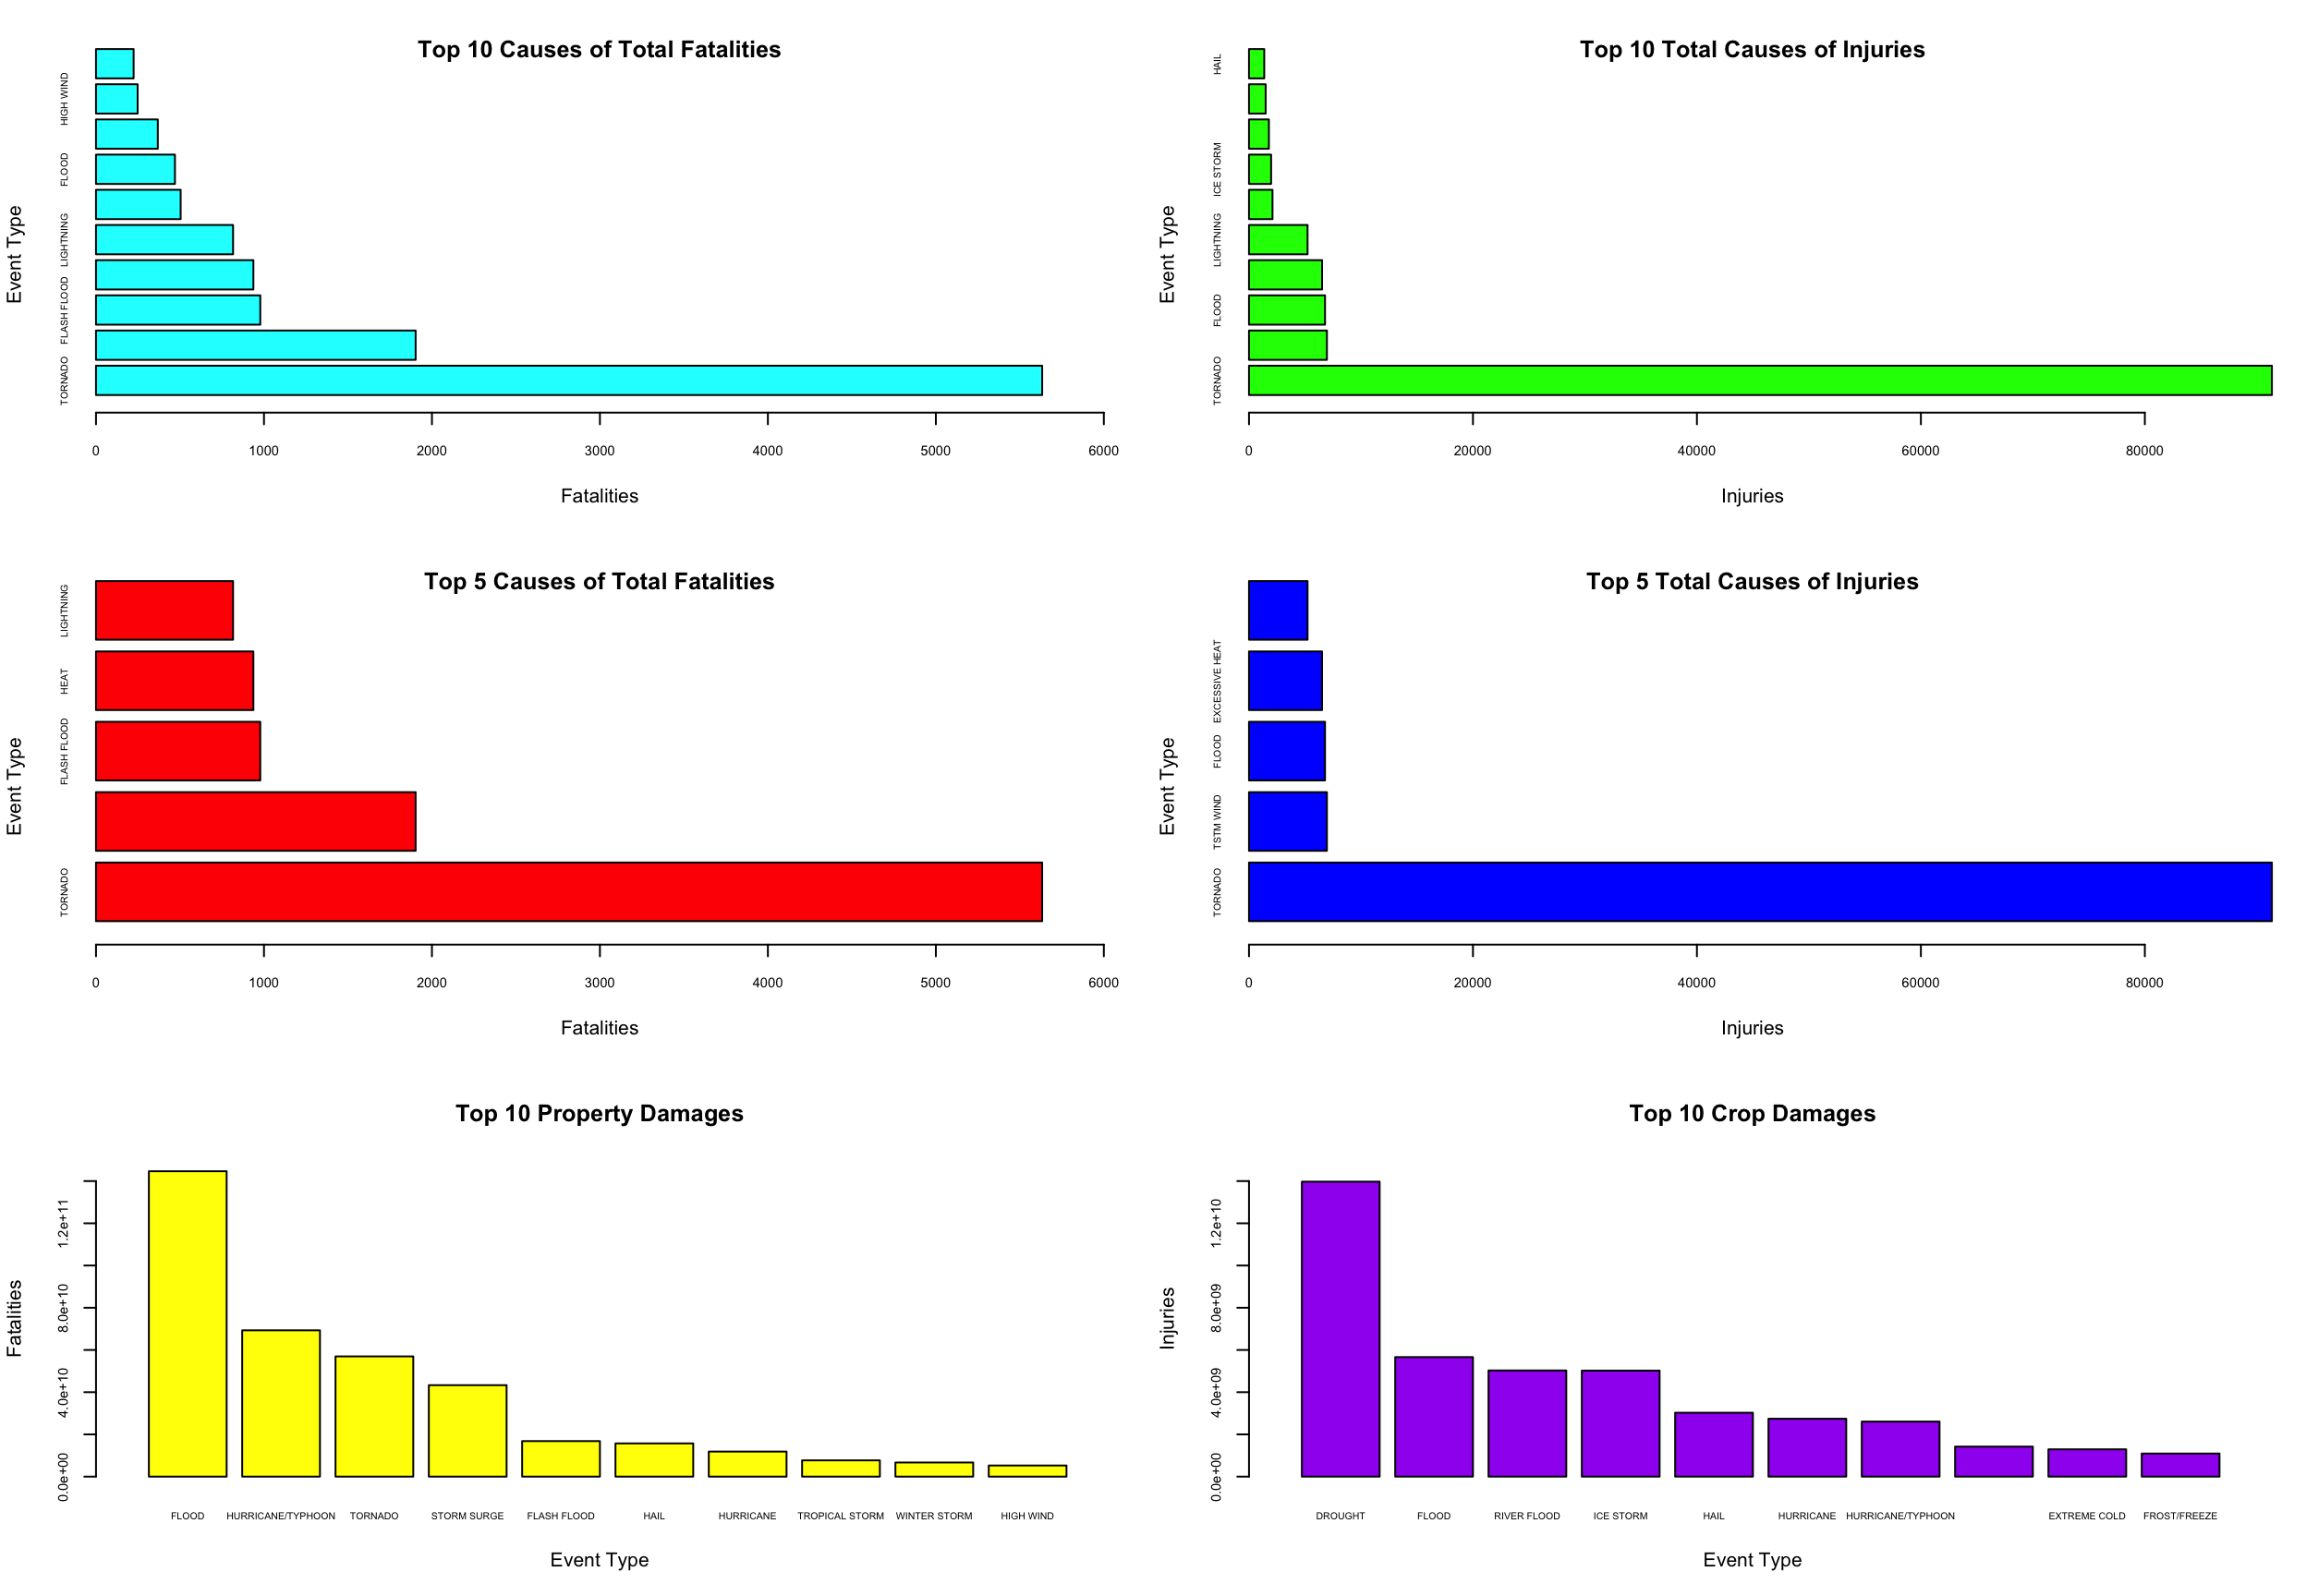 Top 10 Causes of Total Fatalities
Event Type
HIGH WIND
FLOOD
LIGHTNING
FLASH FLOOD
TORNADO
0 1000 2000 3000 4000 5000 6000
Fatalities
Top 10 Total Causes of Injuries
Event Type
HAIL
ICE STORM
LIGHTNING
FLOOD
TORNADO
0 20000 40000 60000 80000
Injuries
Top 5 Causes of Total Fatalities
Event Type
LIGHTNING
HEAT
FLASH FLOOD
TORNADO
0 1000 2000 3000 4000 5000 6000
Fatalities
Top 5 Total Causes of Injuries
Event Type
EXCESSIVE HEAT
FLOOD
TSTM WIND
TORNADO
0 20000 40000 60000 80000
Injuries
Top 10 Property Damages
Fatalities
1.2e+11
8.0e+10
4.0e+10
0.0e+00
FLOOD HURRICANE/TYPHOON TORNADO STORM SURGE FLASH FLOOD HAIL HURRICANE TROPICAL STORM WINTER STORM HIGH WIND
Event Type
Top 10 Crop Damages
Injuries
1.2e+10
8.0e+09
4.0e+09
0.0e+00
DROUGHT FLOOD RIVER FLOOD ICE STORM HAIL HURRICANE HURRICANE/TYPHOON EXTREME COLD FROST/FREEZE
Event Type